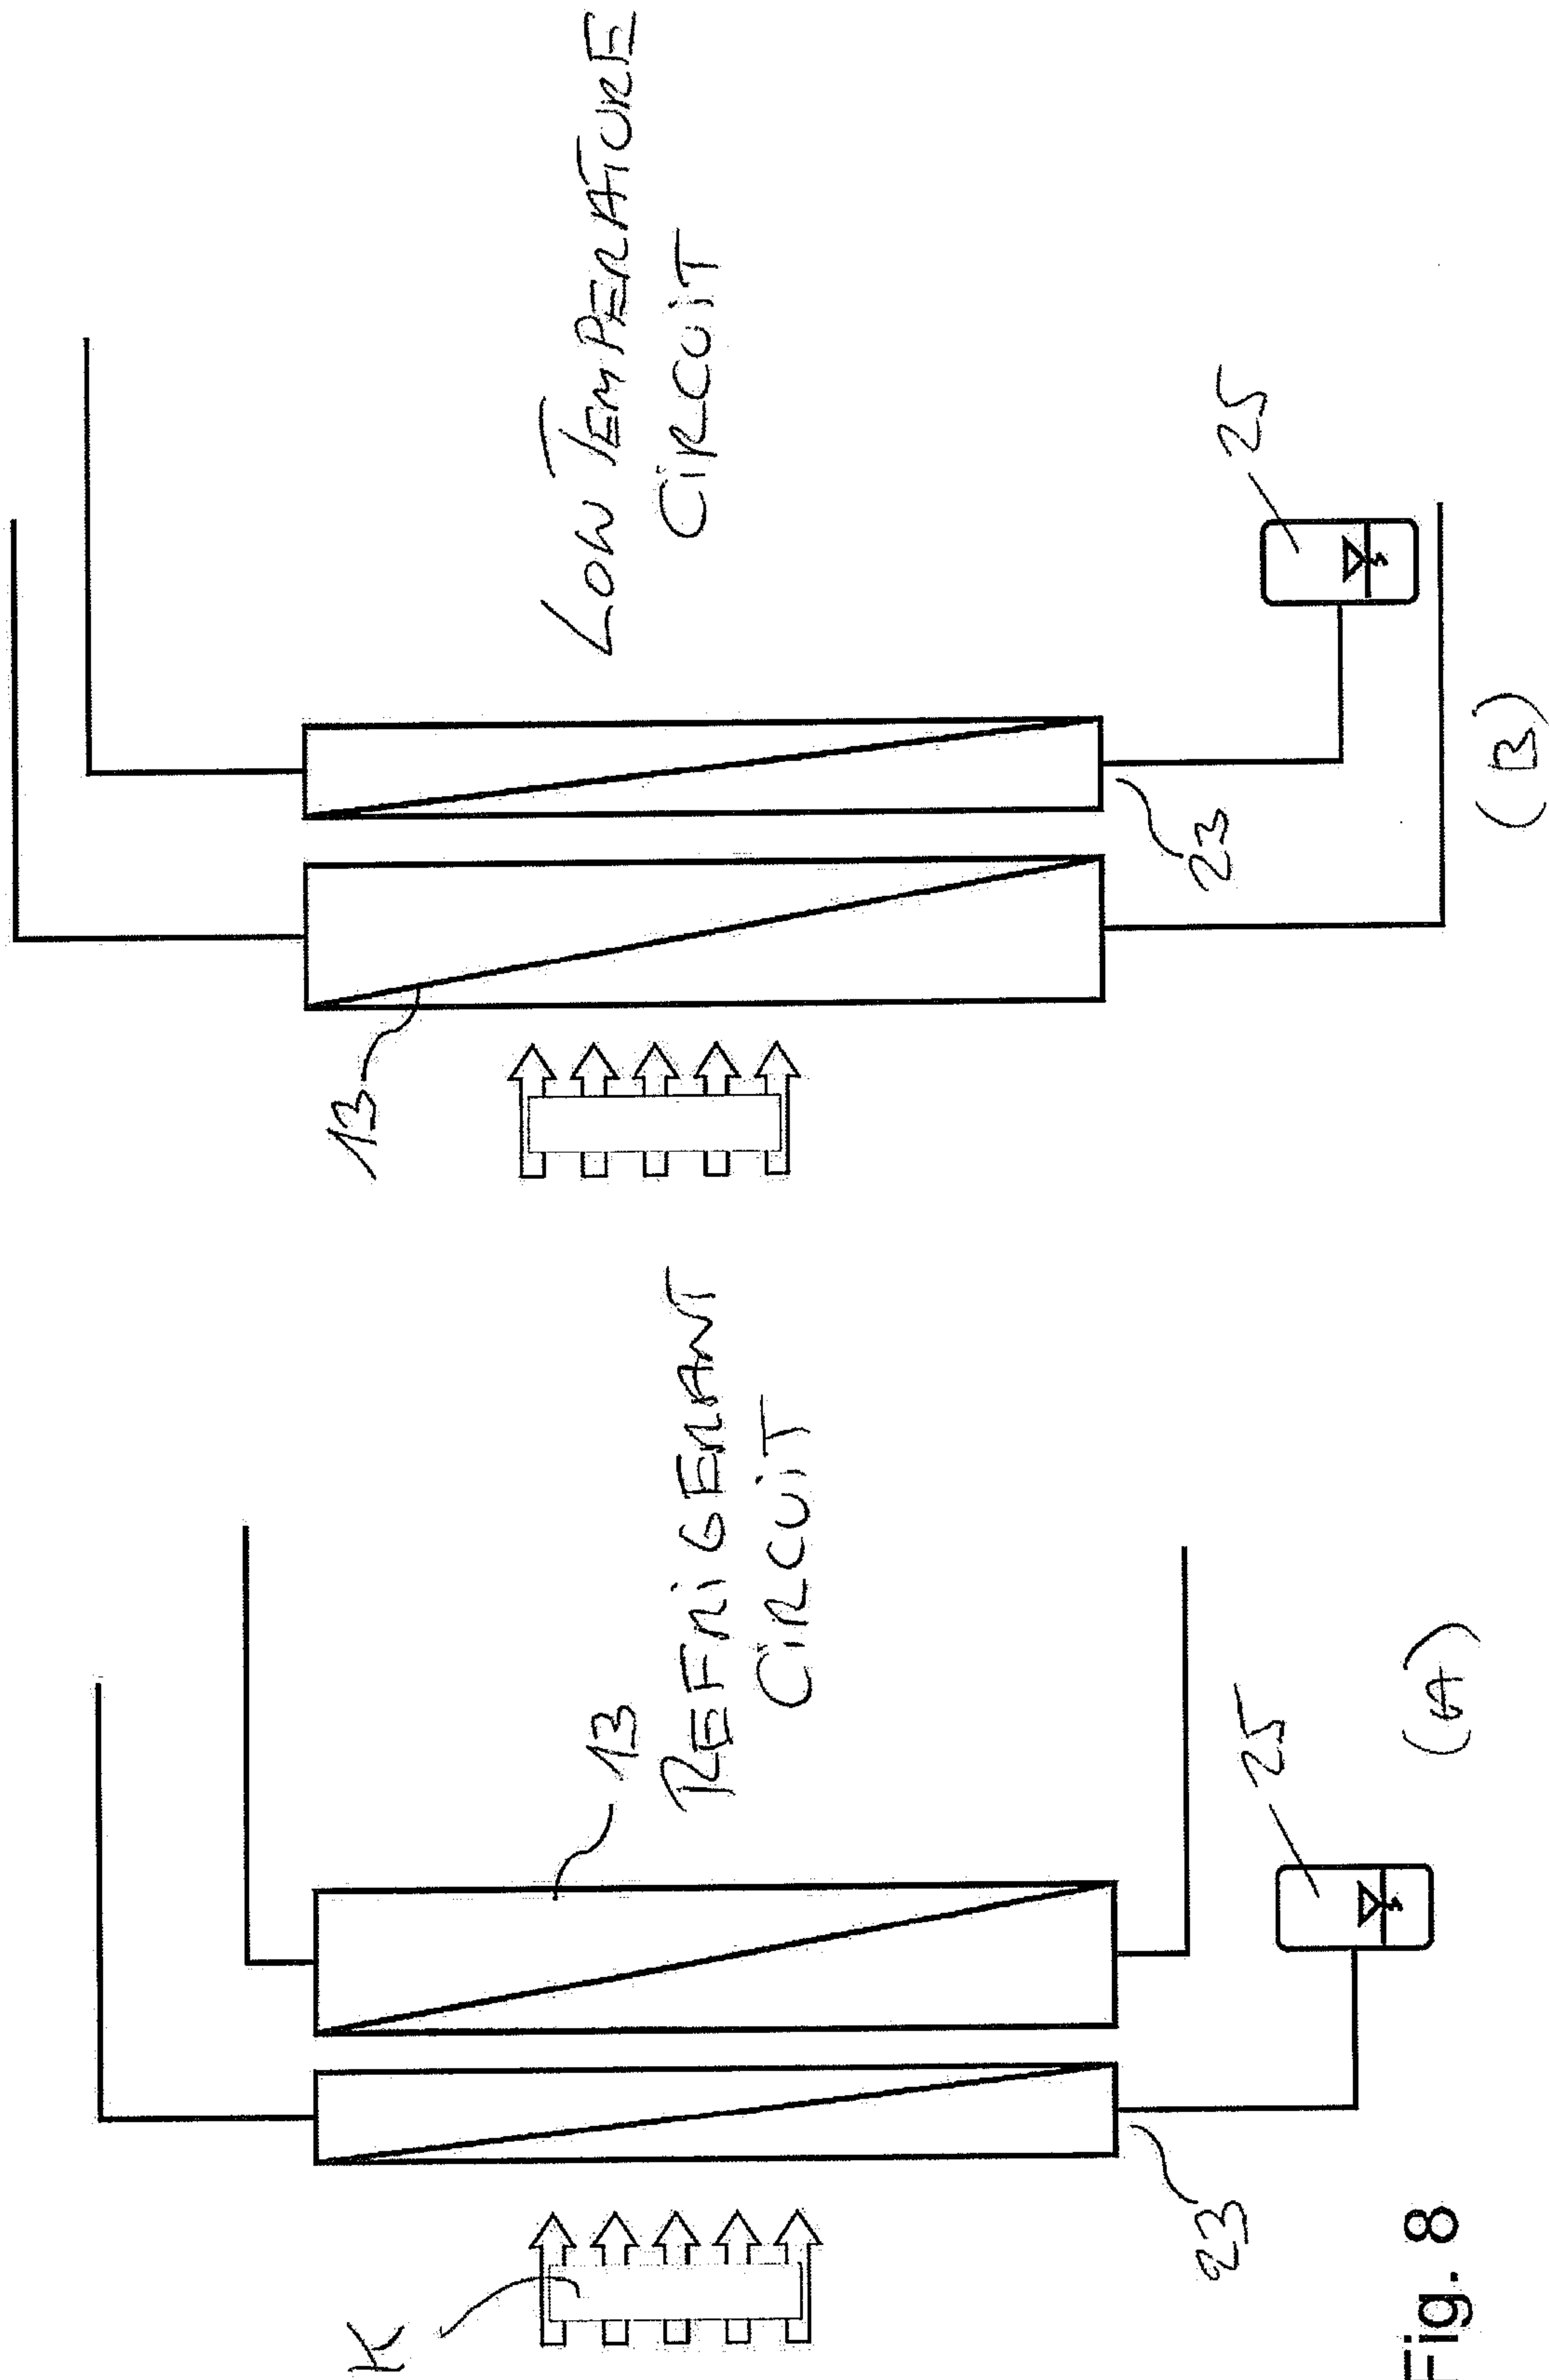 K
23
13
REFRIGERANT
CIRCUIT
25
(A)
13
23
LOW TEMPERATURE
CIRCUIT
25
(B)
Fig. 8